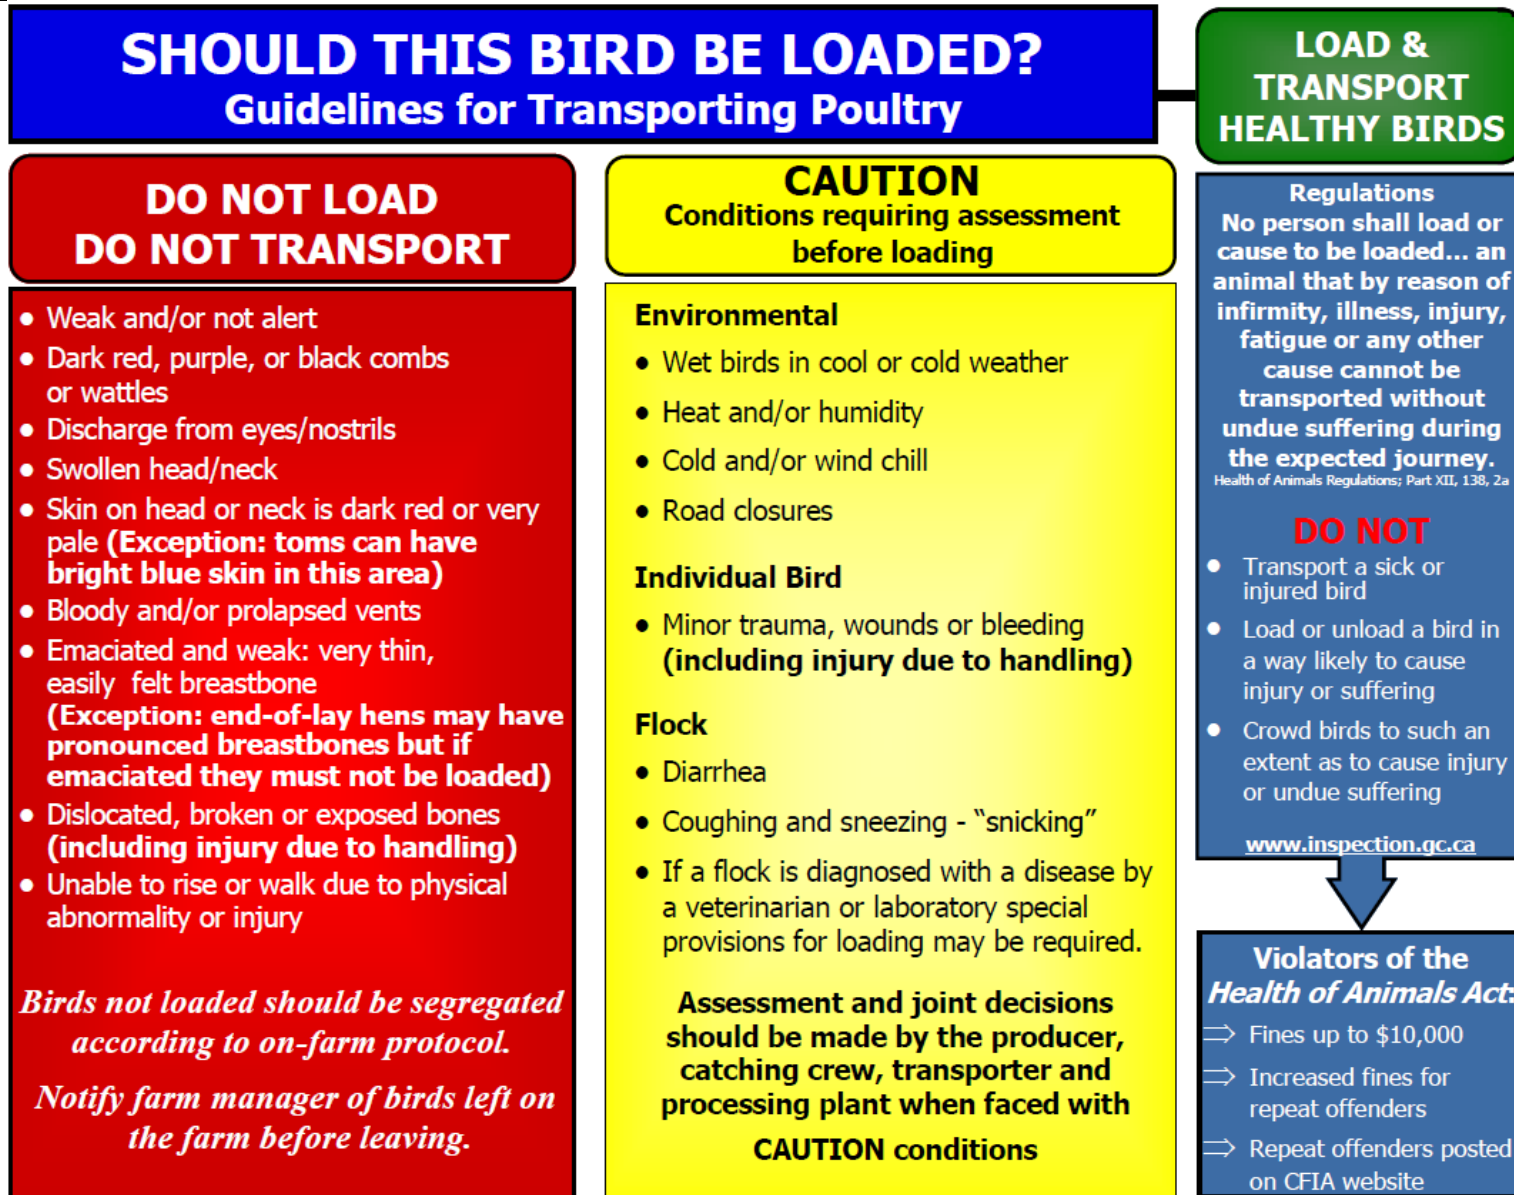 SHOULD THIS BIRD BE LOADED?
Guidelines for Transporting Poultry
LOAD &
TRANSPORT
HEALTHY BIRDS
DO NOT LOAD
DO NOT TRANSPORT
● Weak and/or not alert
● Dark red, purple, or black combs
or wattles
● Discharge from eyes/nostrils
● Swollen head/neck
● Skin on head or neck is dark red or very
pale (Exception: toms can have
bright blue skin in this area)
● Bloody and/or prolapsed vents
● Emaciated and weak: very thin,
easily felt breastbone
(Exception: end-of-lay hens may have
pronounced breastbones but if
emaciated they must not be loaded)
● Dislocated, broken or exposed bones
(including injury due to handling)
● Unable to rise or walk due to physical
abnormality or injury
Birds not loaded should be segregated
according to on-farm protocol.
Notify farm manager of birds left on
the farm before leaving.
CAUTION
Conditions requiring assessment
before loading
Environmental
● Wet birds in cool or cold weather
● Heat and/or humidity
● Cold and/or wind chill
● Road closures
Individual Bird
● Minor trauma, wounds or bleeding
(including injury due to handling)
Flock
● Diarrhea
● Coughing and sneezing - “snicking”
● If a flock is diagnosed with a disease by
a veterinarian or laboratory special
provisions for loading may be required.
Assessment and joint decisions
should be made by the producer,
catching crew, transporter and
processing plant when faced with
CAUTION conditions
Regulations
No person shall load or
cause to be loaded... an
animal that by reason of
infirmity, illness, injury,
fatigue or any other
cause cannot be
transported without
undue suffering during
the expected journey.
Health of Animals Regulations; Part XII, 138, 2a
DO NOT
● Transport a sick or
injured bird
● Load or unload a bird in
a way likely to cause
injury or suffering
● Crowd birds to such an
extent as to cause injury
or undue suffering
www.inspection.gc.ca
Violators of the
Health of Animals Act:
⇒ Fines up to $10,000
⇒ Increased fines for
repeat offenders
⇒ Repeat offenders posted
on CFIA website